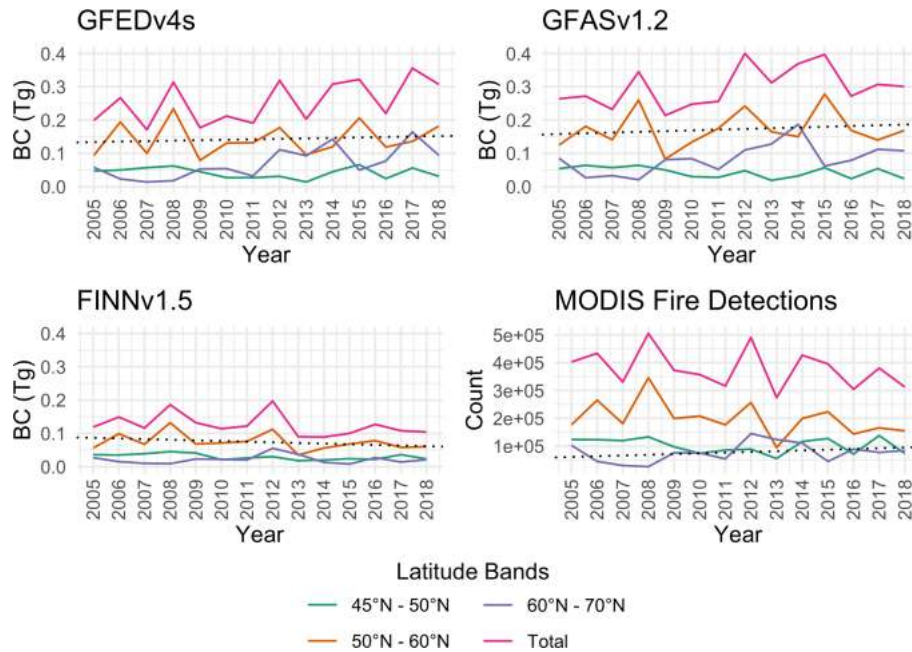 GFEDv4s
BC (Tg)
0.4
0.3
0.2
0.1
0.0
2005 2006 2007 2008 2009 2010 2011 2012 2013 2014 2015 2016 2017 2018
Year
GFASv1.2
BC (Tg)
0.4
0.3
0.2
0.1
0.0
2005 2006 2007 2008 2009 2010 2011 2012 2013 2014 2015 2016 2017 2018
Year
FINNv1.5
BC (Tg)
0.4
0.3
0.2
0.1
0.0
2005 2006 2007 2008 2009 2010 2011 2012 2013 2014 2015 2016 2017 2018
Year
MODIS Fire Detections
Count
5e+05
4e+05
3e+05
2e+05
1e+05
2005 2006 2007 2008 2009 2010 2011 2012 2013 2014 2015 2016 2017 2018
Year
Latitude Bands
45°N - 50°N
60°N - 70°N
50°N - 60°N
Total